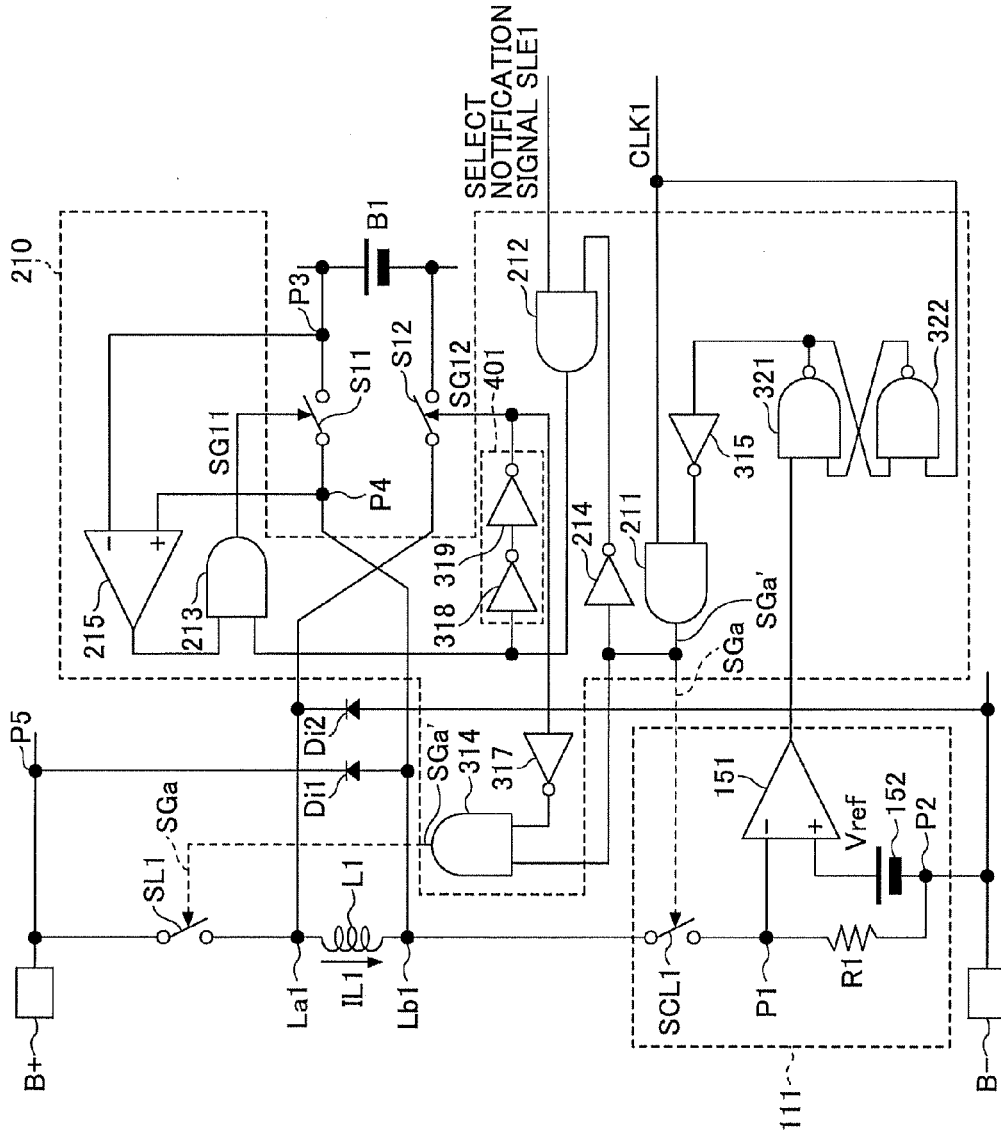 B+
SL1
SGa
P5
La1
IL1
L1
Lb1
Di1
Di2
SGa'
314
317
SCL1
P1
R1
111
B−
151
Vref
152
P2
210
215
213
SG11
P4
P3
S11
S12
B1
SG12
401
318
319
212
SELECT
NOTIFICATION
SIGNAL SLE1
214
211
SGa
SGa'
CLK1
315
321
322